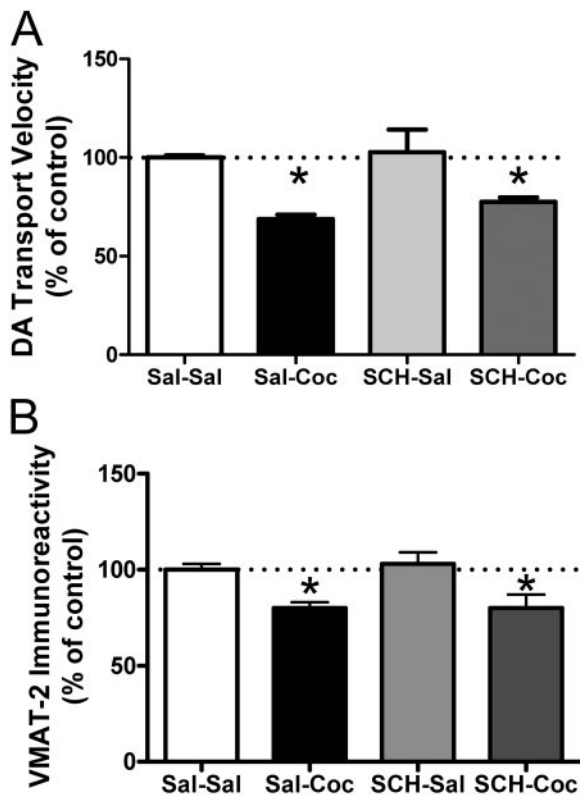 A
DA Transport Velocity
(% of control)
150
100
50
0
*
*
Sal-Sal Sal-Coc SCH-Sal SCH-Coc
B
VMAT-2 Immunoreactivity
(% of control)
150
100
50
0
*
*
Sal-Sal Sal-Coc SCH-Sal SCH-Coc